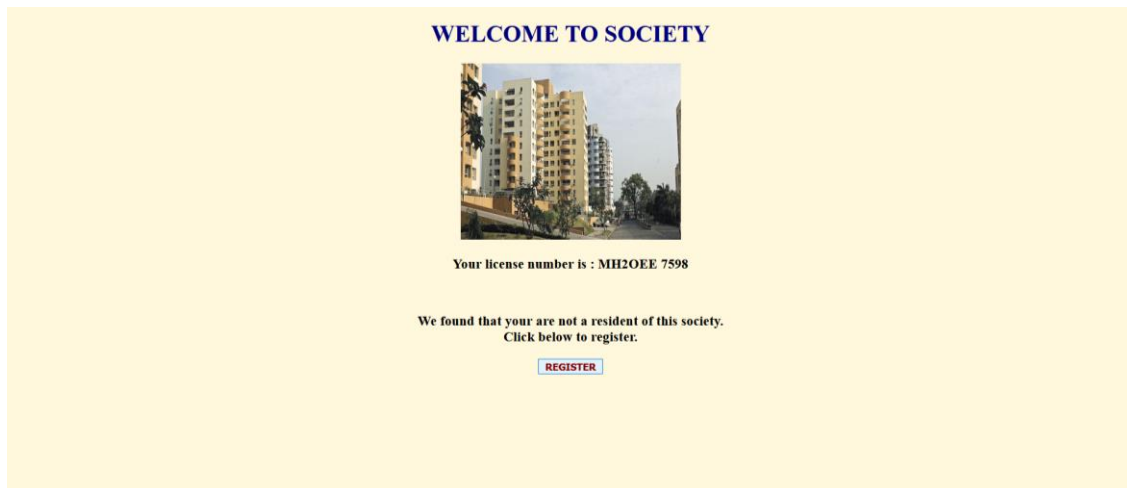 WELCOME TO SOCIETY
Your license number is : MH2OEE 7598
We found that your are not a resident of this society.
Click below to register.
REGISTER